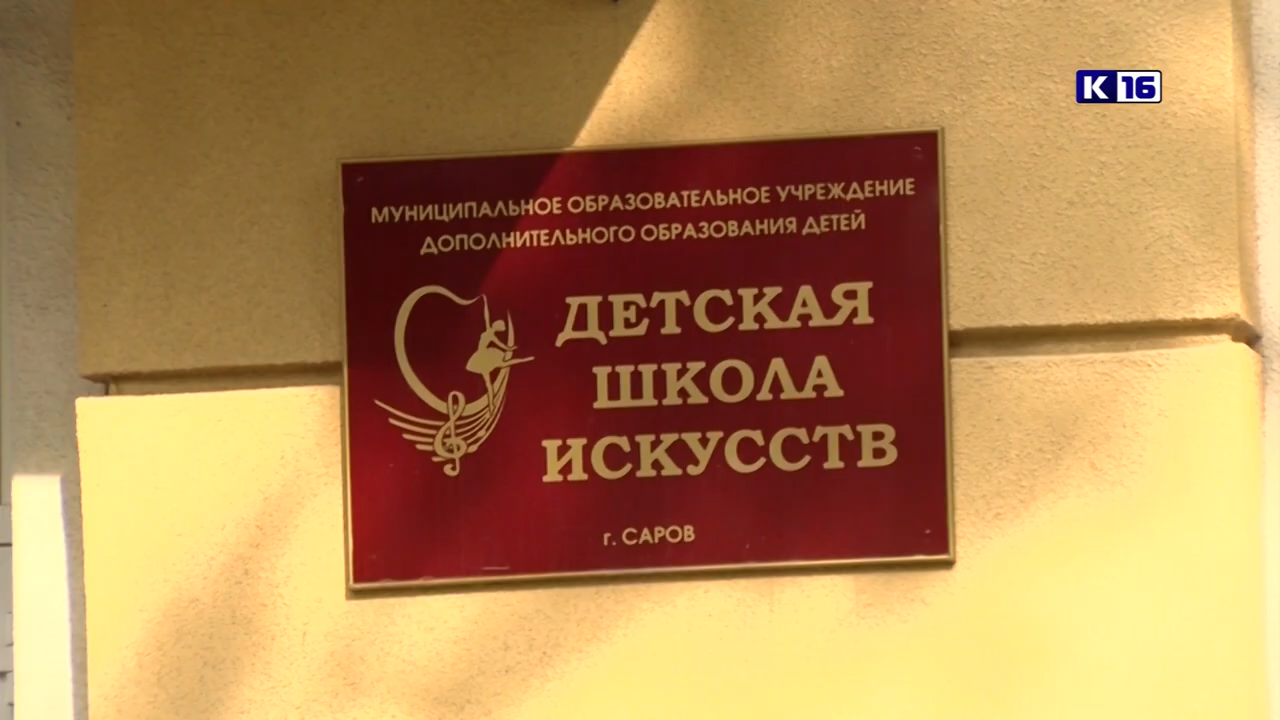 К 16
МУНИЦИПАЛЬНОЕ ОБРАЗОВАТЕЛЬНОЕ УЧРЕЖДЕНИЕ
ДОПОЛНИТЕЛЬНОГО ОБРАЗОВАНИЯ ДЕТЕЙ
ДЕТСКАЯ
ШКОЛА
ИСКУССТВ
г. САРОВ